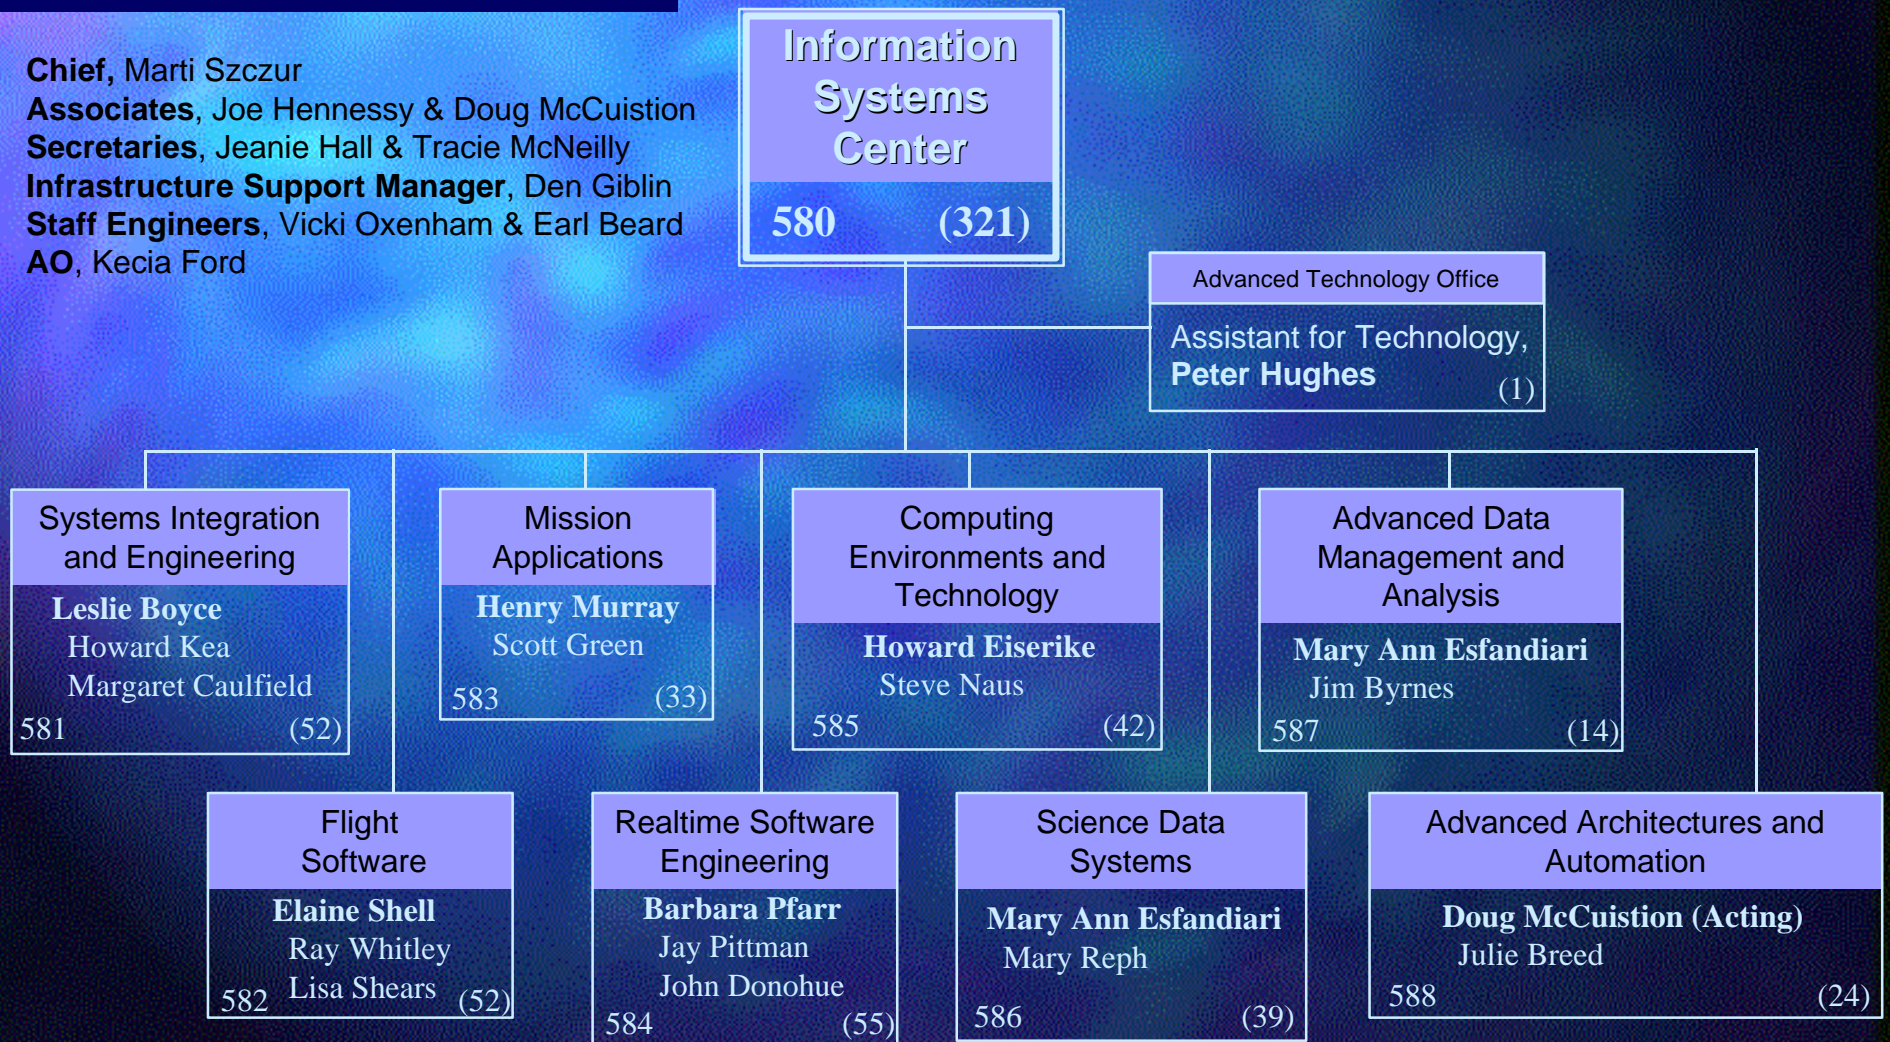 Chief, Marti Szczur
Associates, Joe Hennessy & Doug McCuistion
Secretaries, Jeanie Hall & Tracie McNeilly
Infrastructure Support Manager, Den Giblin
Staff Engineers, Vicki Oxenham & Earl Beard
AO, Kecia Ford
Information
Systems
Center
580 (321)
Advanced Technology Office
Assistant for Technology,
Peter Hughes
(1)
Systems Integration
and Engineering
Leslie Boyce
Howard Kea
Margaret Caulfield
581 (52)
Mission
Applications
Henry Murray
Scott Green
583 (33)
Computing
Environments and
Technology
Howard Eiserike
Steve Naus
585 (42)
Advanced Data
Management and
Analysis
Mary Ann Esfandiari
Jim Byrnes
587 (14)
Flight
Software
Elaine Shell
Ray Whitley
Lisa Shears
582 (52)
Realtime Software
Engineering
Barbara Pfarr
Jay Pittman
John Donohue
584 (55)
Science Data
Systems
Mary Ann Esfandiari
Mary Reph
586 (39)
Advanced Architectures and
Automation
Doug McCuistion (Acting)
Julie Breed
588 (24)